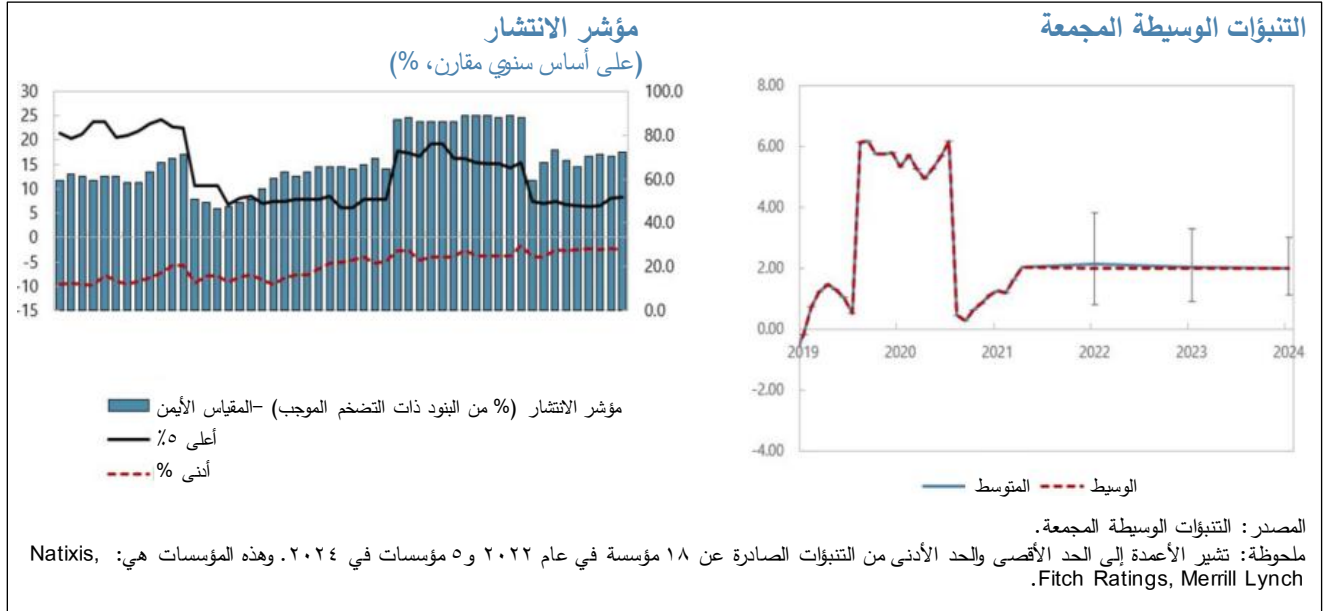 التنبؤات الوسيطة المجمعة
8.00
6.00
4.00
2.00
0.00
-2.00
-4.00
2019 2020 2021 2022 2023 2024
الوسيط المتوسط
مؤشر الانتشار
(على أساس سنوي مقارن، %)
30
25
20
15
10
5
0
-5
-10
-15
100.0
80.0
60.0
40.0
20.0
0.0
مؤشر الانتشار (% من البنود ذات التضخم الموجب) –المقياس الأيمن
أعلى ٥٪
أدنى %
المصدر: التنبؤات الوسيطة المجمعة.
ملحوظة: تشير الأعمدة إلى الحد الأقصى والحد الأدنى من التنبؤات الصادرة عن ١٨ مؤسسة في عام ٢٠٢٢ و٥ مؤسسات في ٢٠٢٤. وهذه المؤسسات هي: Natixis,
Fitch Ratings, Merrill Lynch.